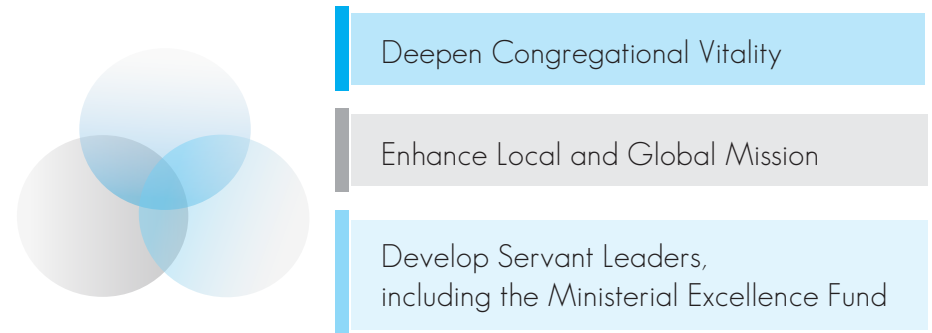 Deepen Congregational Vitality
Enhance Local and Global Mission
Develop Servant Leaders,
including the Ministerial Excellence Fund